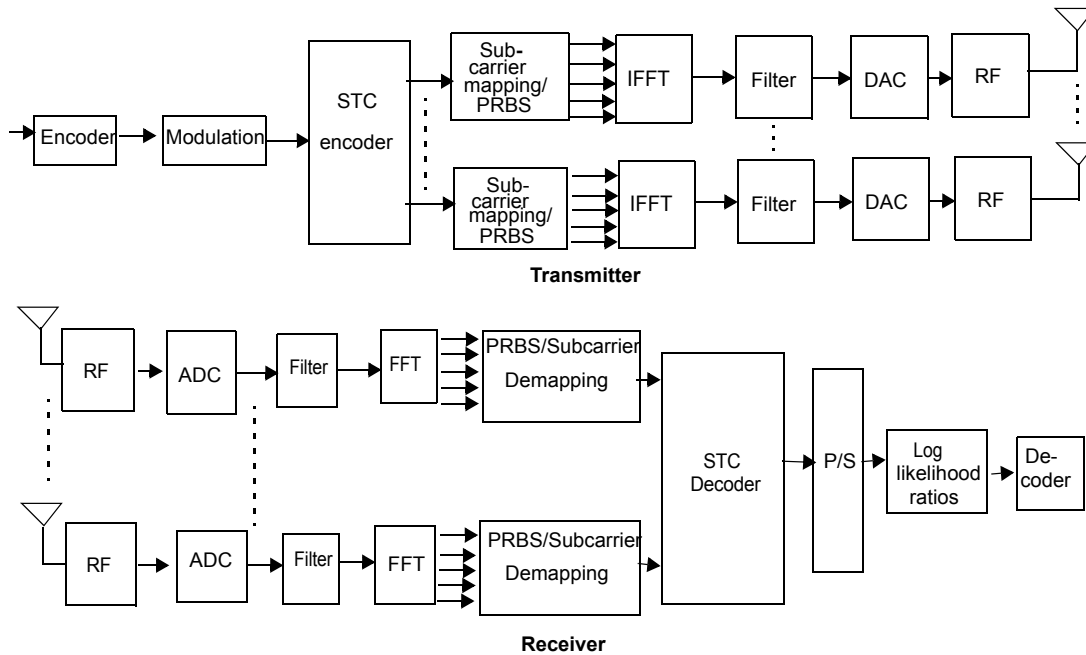 Encoder
Modulation
STC
encoder
Sub-
carrier
mapping/
PRBS
IFFT
Filter
DAC
RF
Sub-
carrier
mapping/
PRBS
IFFT
Filter
DAC
RF
Transmitter
RF
ADC
Filter
FFT
PRBS/Subcarrier
Demapping
RF
ADC
Filter
FFT
PRBS/Subcarrier
Demapping
STC
Decoder
P/S
Log
likelihood
ratios
De-
coder
Receiver